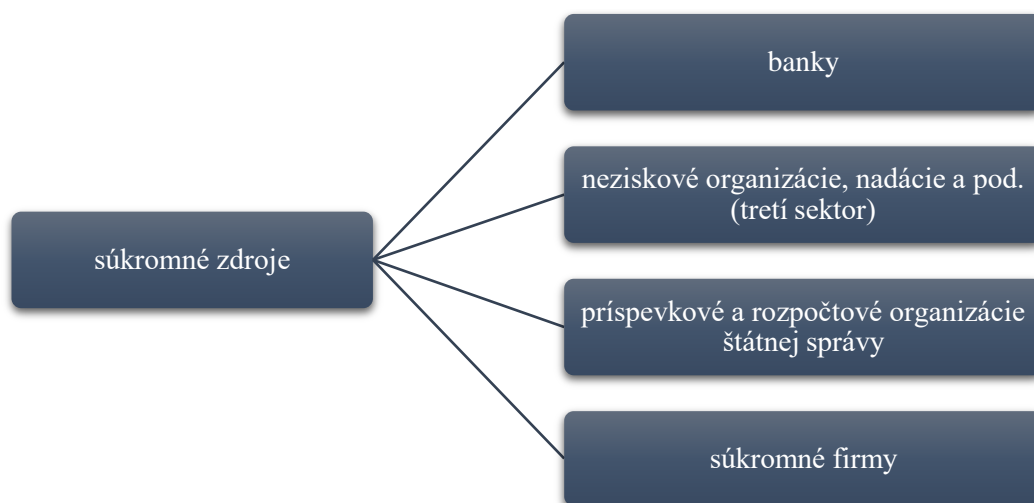 banky
neziskové organizácie, nadácie a pod.
(tretí sektor)
súkromné zdroje
príspevkové a rozpočtové organizácie
štátnej správy
súkromné firmy